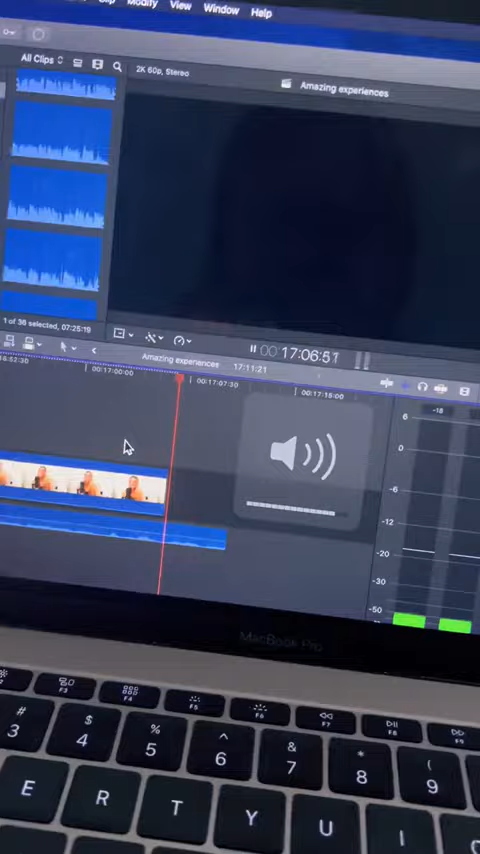 Modify View Window Help
All Clips
2K 60p, Stereo
Amazing experiences
1 of 36 selected, 07:25:19
00:17:06:51
Amazing experiences 17:11:21
00:17:00:00
00:17:07:30
00:17:15:00
-18
6
0
-6
-12
-20
-30
-50
MacBook Pro
F3
F4
F5
F6
F7
F8
F9
#
3
$
4
%
5
^
6
&
7
*
8
(
9
E
R
T
Y
U
I